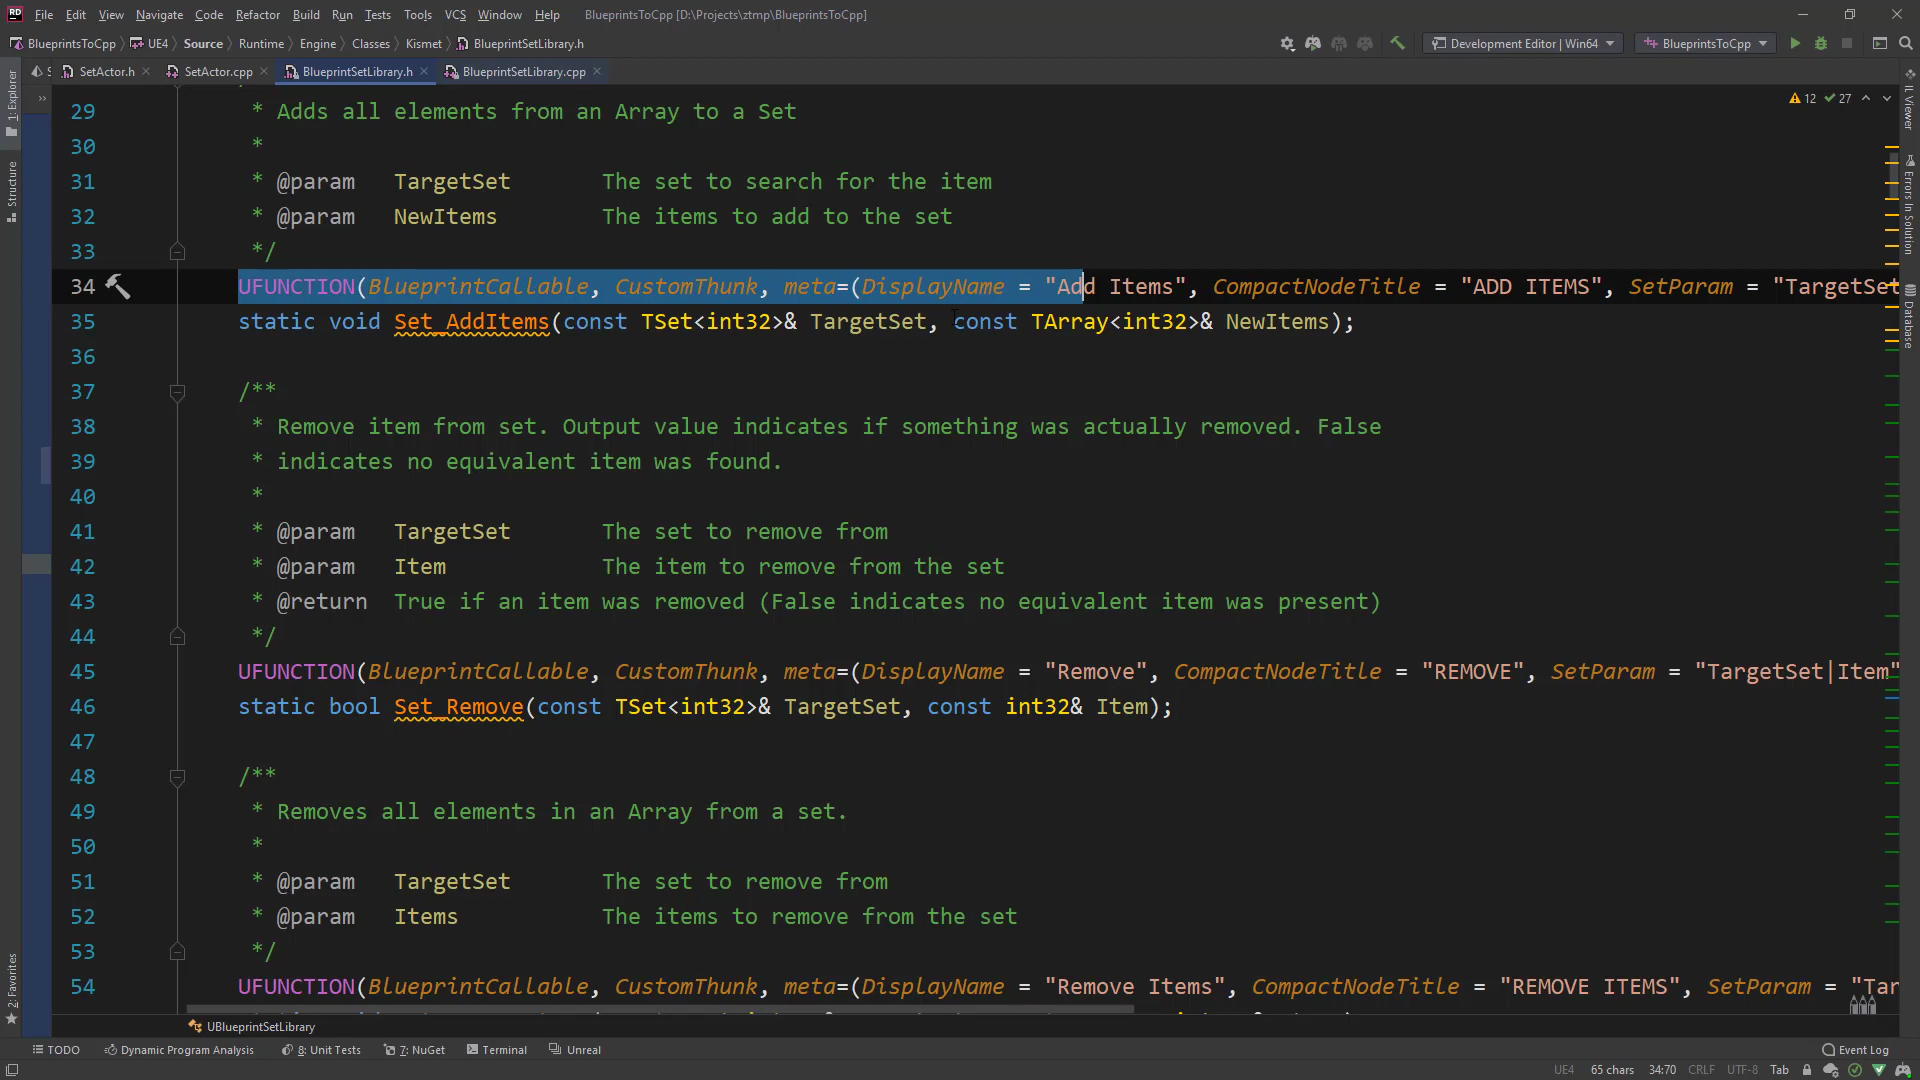 File Edit View Navigate Code Refactor Build Run Tests Tools VCS Window Help BlueprintsToCpp [D:\Projects\ztmp\BlueprintsToCpp]
BlueprintsToCpp UE4 Source Runtime Engine Classes Kismet BlueprintSetLibrary.h Development Editor | Win64 BlueprintsToCpp
SetActor.h SetActor.cpp BlueprintSetLibrary.h BlueprintSetLibrary.cpp
12 27
1: Explorer
Structure
2: Favorites
IL Viewer
Errors In Solution
Database
29 * Adds all elements from an Array to a Set
30 *
31 * @param TargetSet The set to search for the item
32 * @param NewItems The items to add to the set
33 */
34 UFUNCTION(BlueprintCallable, CustomThunk, meta=(DisplayName = "Add Items", CompactNodeTitle = "ADD ITEMS", SetParam = "TargetSet
35 static void Set_AddItems(const TSet<int32>& TargetSet, const TArray<int32>& NewItems);
36
37 /**
38 * Remove item from set. Output value indicates if something was actually removed. False
39 * indicates no equivalent item was found.
40 *
41 * @param TargetSet The set to remove from
42 * @param Item The item to remove from the set
43 * @return True if an item was removed (False indicates no equivalent item was present)
44 */
45 UFUNCTION(BlueprintCallable, CustomThunk, meta=(DisplayName = "Remove", CompactNodeTitle = "REMOVE", SetParam = "TargetSet|Item"
46 static bool Set_Remove(const TSet<int32>& TargetSet, const int32& Item);
47
48 /**
49 * Removes all elements in an Array from a set.
50 *
51 * @param TargetSet The set to remove from
52 * @param Items The items to remove from the set
53 */
54 UFUNCTION(BlueprintCallable, CustomThunk, meta=(DisplayName = "Remove Items", CompactNodeTitle = "REMOVE ITEMS", SetParam = "Tar
UBlueprintSetLibrary
TODO Dynamic Program Analysis 8: Unit Tests 7: NuGet Terminal Unreal Event Log
UE4 65 chars 34:70 CRLF UTF-8 Tab